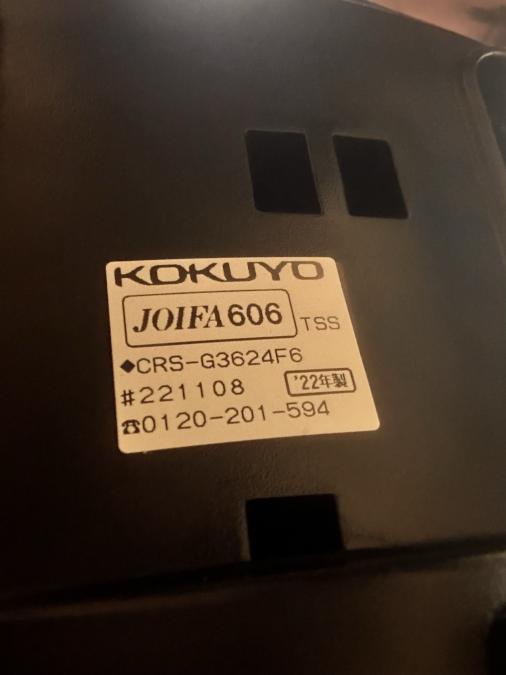 KOKUYO
JOIFA606 TSS
◆CRS-G3624F6
#221108 '22年製
☎0120-201-594